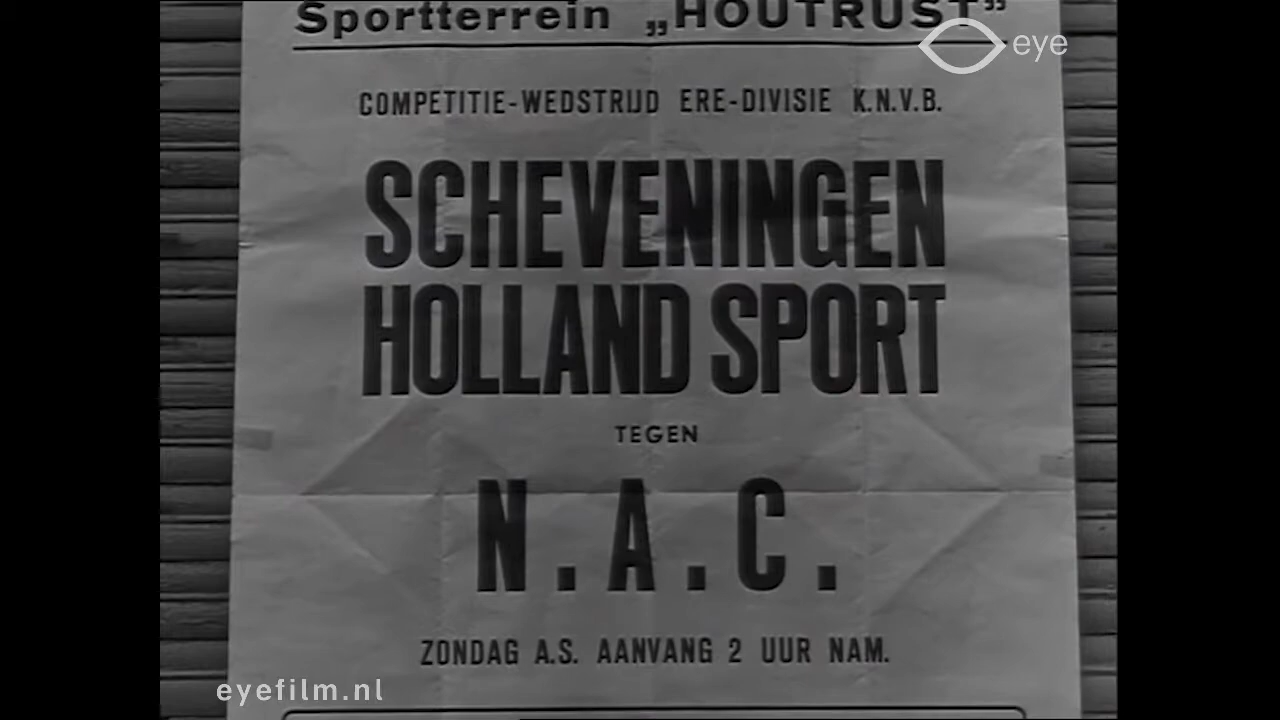 Sportterrein „HOUTRUST”
eye
COMPETITIE-WEDSTRIJD ERE-DIVISIE K.N.V.B.
SCHEVENINGEN
HOLLAND SPORT
TEGEN
N.A.C.
ZONDAG A.S. AANVANG 2 UUR NAM.
eyefilm.nl